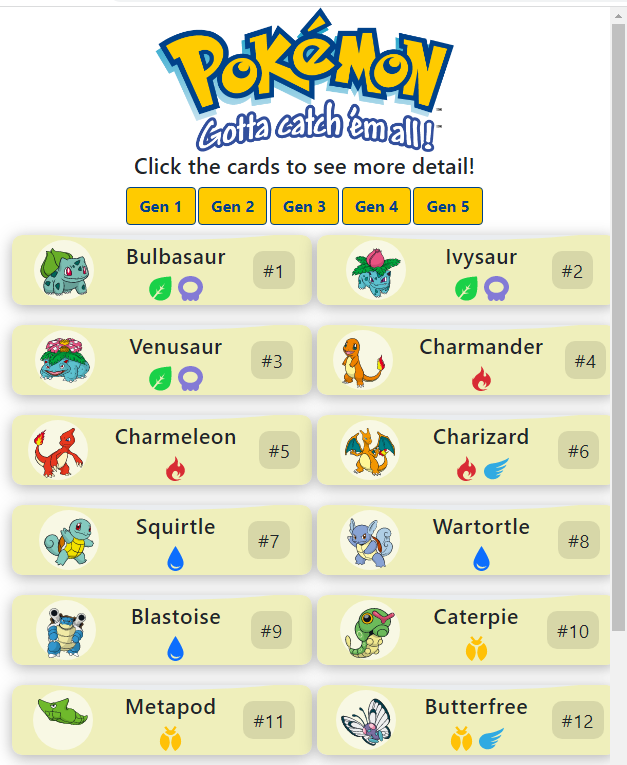 POKéMON
Gotta catch 'em all!
Click the cards to see more detail!
Gen 1 Gen 2 Gen 3 Gen 4 Gen 5
Bulbasaur #1
Ivysaur #2
Venusaur #3
Charmander #4
Charmeleon #5
Charizard #6
Squirtle #7
Wartortle #8
Blastoise #9
Caterpie #10
Metapod #11
Butterfree #12